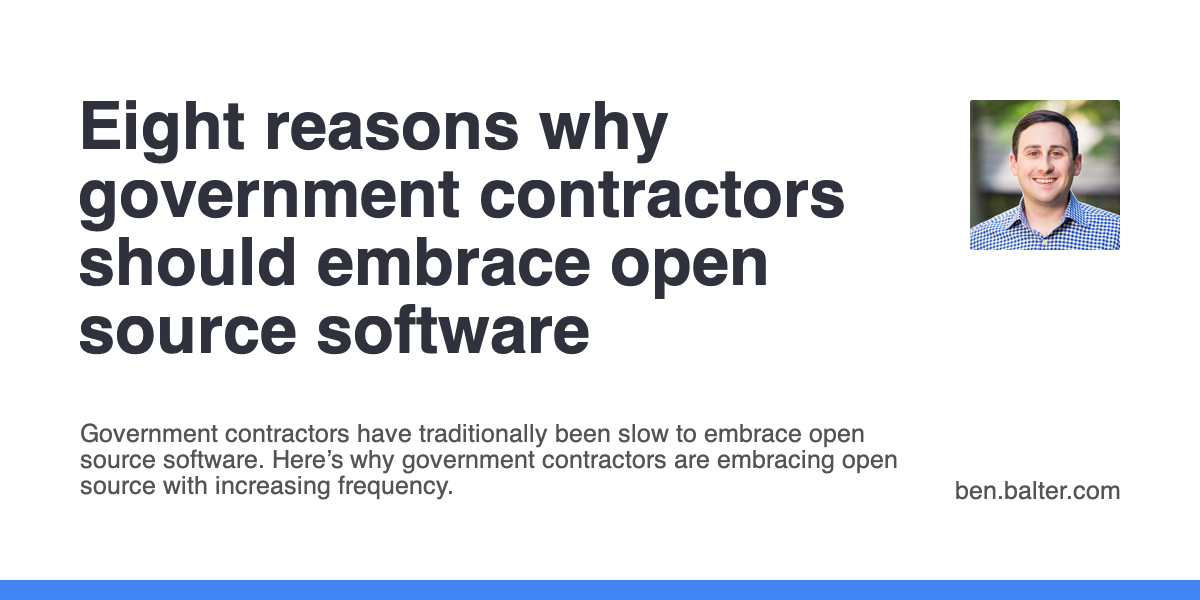 Eight reasons why
government contractors
should embrace open
source software
Government contractors have traditionally been slow to embrace open
source software. Here’s why government contractors are embracing open
source with increasing frequency.
ben.balter.com